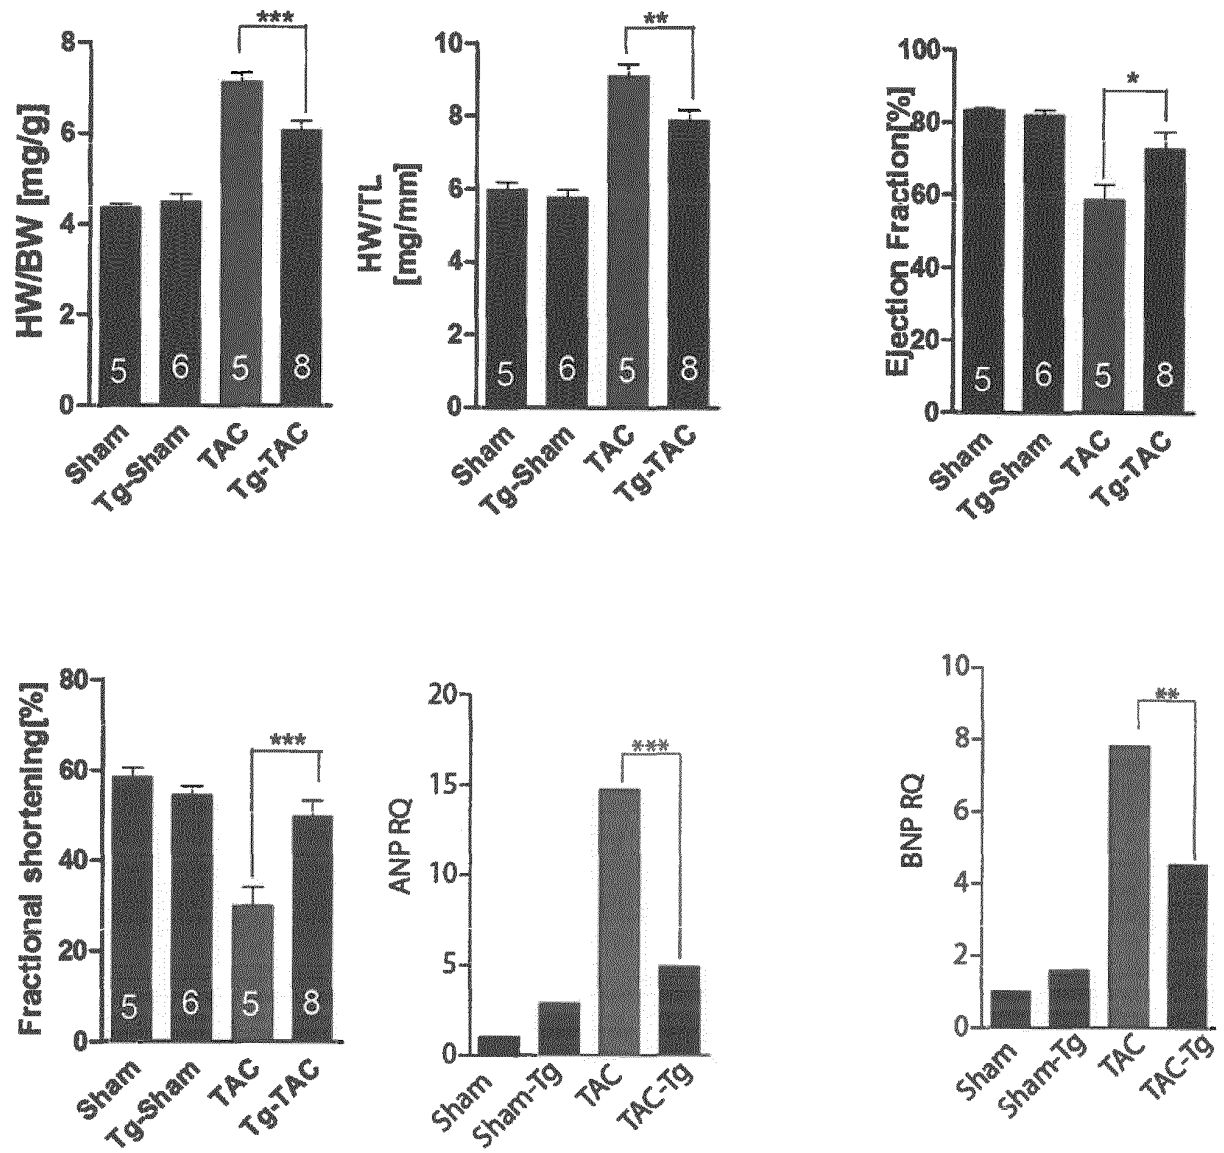 ***
8
6
4
2
0
HW/BW [mg/g]
5 6 5 8
Sham Tg-Sham TAC Tg-TAC
**
10
8
6
4
2
0
HW/TL
[mg/mm]
5 6 5 8
Sham Tg-Sham TAC Tg-TAC
*
100
80
60
40
20
0
Ejection Fraction[%]
5 6 5 8
Sham Tg-Sham TAC Tg-TAC
***
80
60
40
20
0
Fractional shortening[%]
5 6 5 8
Sham Tg-Sham TAC Tg-TAC
***
20
15
10
5
0
ANP RQ
Sham Sham-Tg TAC TAC-Tg
**
10
8
6
4
2
0
BNP RQ
Sham Sham-Tg TAC TAC-Tg